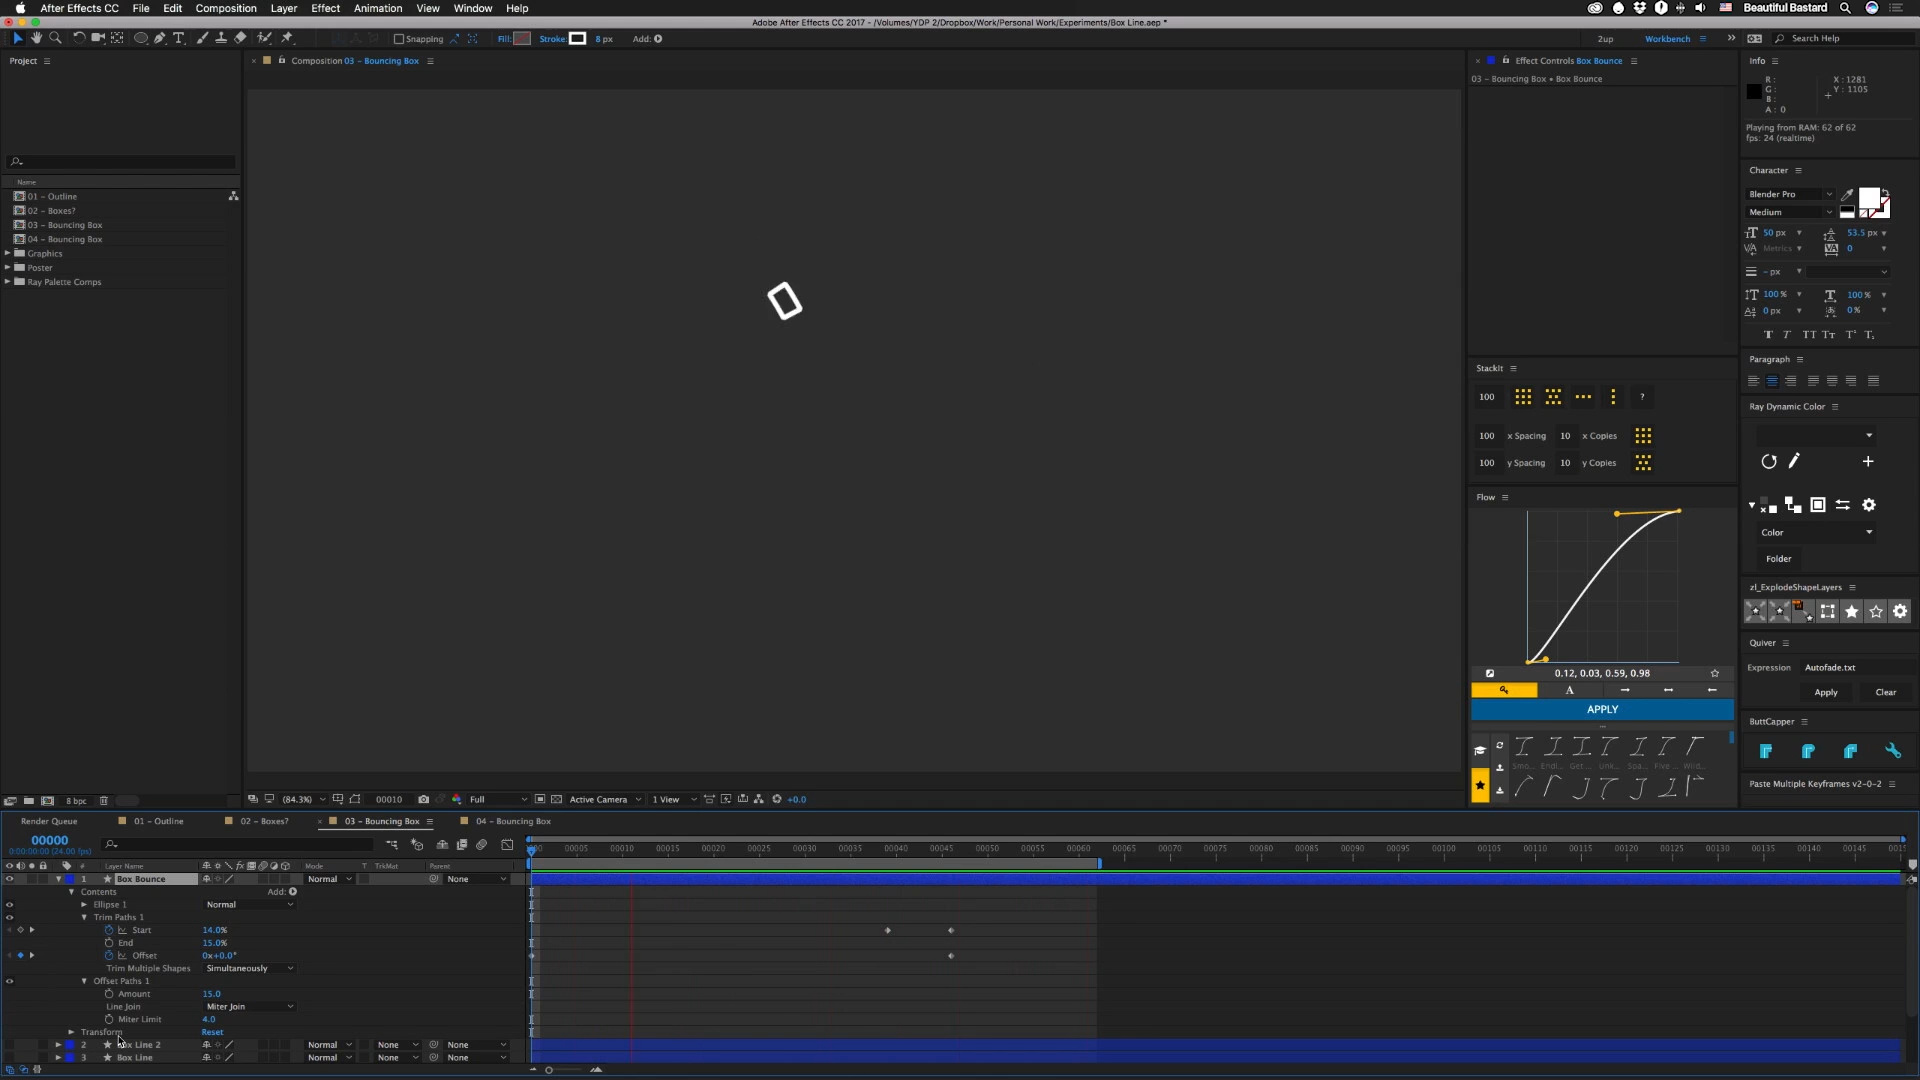 After Effects CC File Edit Composition Layer Effect Animation View Window Help
Beautiful Bastard
Adobe After Effects CC 2017 - /Volumes/YDP 2/Dropbox/Work/Personal Work/Experiments/Box Line.aep *
Snapping Fill: Stroke: 8 px Add:
2up Workbench Search Help
Project
Composition 03 - Bouncing Box
Effect Controls Box Bounce
03 - Bouncing Box • Box Bounce
Info
R : X : 1281
G : Y : 1105
B :
A : 0
Playing from RAM: 62 of 62
fps: 24 (realtime)
Name
01 - Outline
02 - Boxes?
03 - Bouncing Box
04 - Bouncing Box
Graphics
Poster
Ray Palette Comps
Character
Blender Pro
Medium
50 px 53.5 px
Metrics 0
- px
100 % 100 %
0 px 0 %
Paragraph
StackIt
100 ?
100 x Spacing 10 x Copies
100 y Spacing 10 y Copies
Ray Dynamic Color
Color
Folder
Flow
0.12, 0.03, 0.59, 0.98
APPLY
zl_ExplodeShapeLayers
Quiver
Expression Autofade.txt
Apply Clear
ButtCapper
Paste Multiple Keyframes v2-0-2
8 bpc
(84.3%) 00010 Full Active Camera 1 View +0.0
Render Queue 01 - Outline 02 - Boxes? 03 - Bouncing Box 04 - Bouncing Box
00000
0:00:00:00 (24.00 fps)
00005 00010 00015 00020 00025 00030 00035 00040 00045 00050 00055 00060 00065 00070 00075 00080 00085 00090 00095 00100 00105 00110 00115 00120 00125 00130 00135 00140 00145
# Layer Name Mode T TrkMat Parent
1 Box Bounce Normal None
Contents Add:
Ellipse 1 Normal
Trim Paths 1
Start 14.0%
End 15.0%
Offset 0x+0.0°
Trim Multiple Shapes Simultaneously
Offset Paths 1
Amount 15.0
Line Join Miter Join
Miter Limit 4.0
Transform Reset
2 Box Line 2 Normal None None
3 Box Line Normal None None